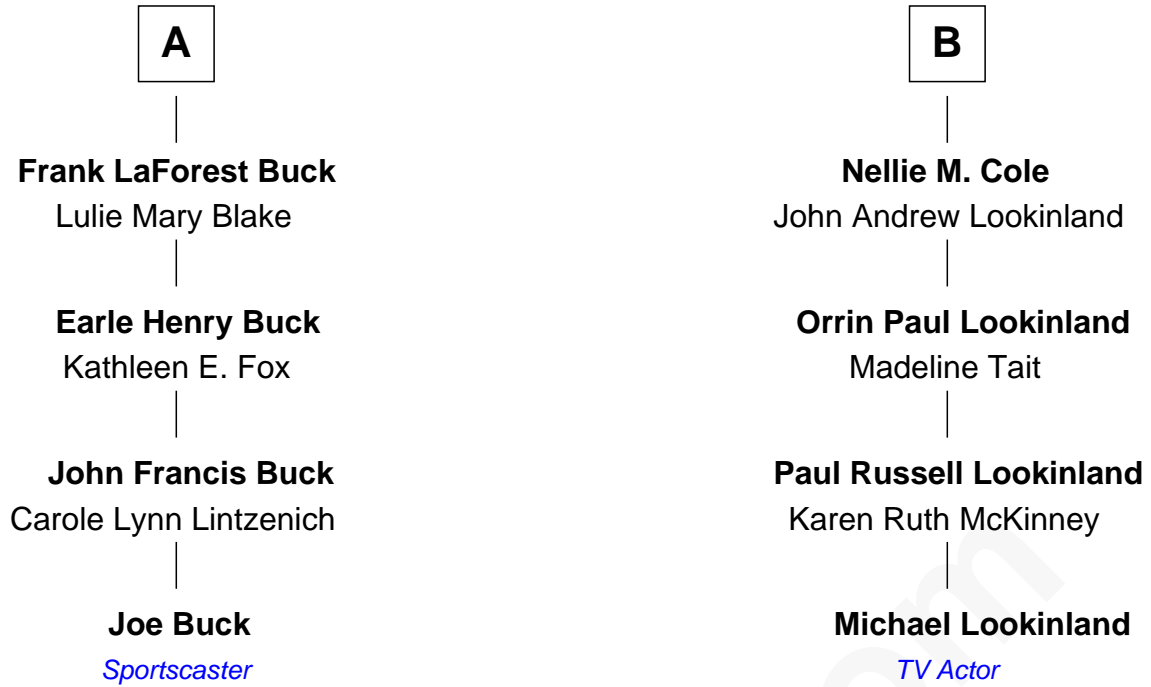 A
Frank LaForest Buck
Lulie Mary Blake
Earle Henry Buck
Kathleen E. Fox
John Francis Buck
Carole Lynn Lintzenich
Joe Buck
Sportscaster
B
Nellie M. Cole
John Andrew Lookinland
Orrin Paul Lookinland
Madeline Tait
Paul Russell Lookinland
Karen Ruth McKinney
Michael Lookinland
TV Actor
om